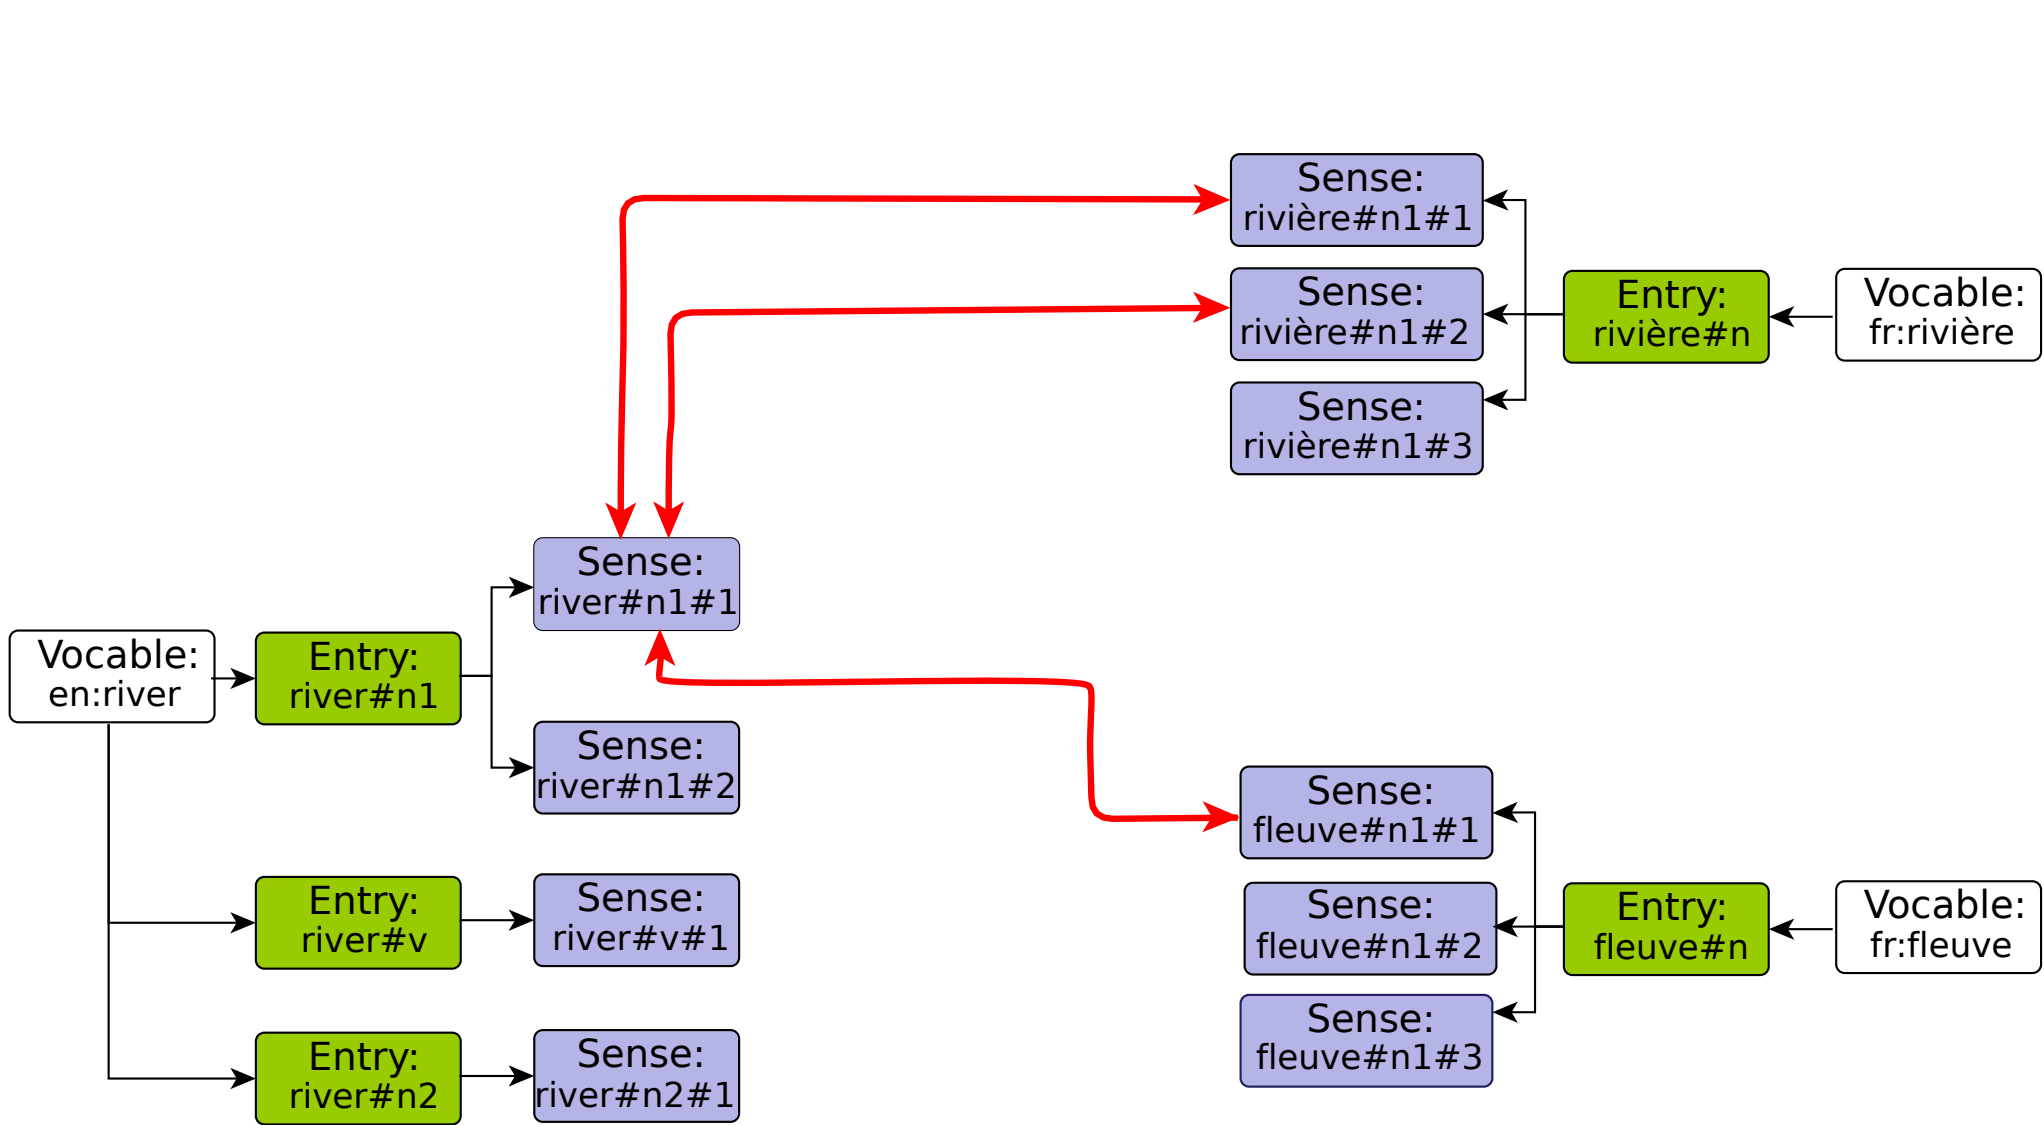 Sense:
rivière#n1#1
Sense:
rivière#n1#2
Entry:
rivière#n
Vocable:
fr:rivière
Sense:
rivière#n1#3
Sense:
river#n1#1
Vocable:
en:river
Entry:
river#n1
Sense:
river#n1#2
Sense:
fleuve#n1#1
Entry:
river#v
Sense:
river#v#1
Sense:
fleuve#n1#2
Entry:
fleuve#n
Vocable:
fr:fleuve
Sense:
fleuve#n1#3
Entry:
river#n2
Sense:
river#n2#1